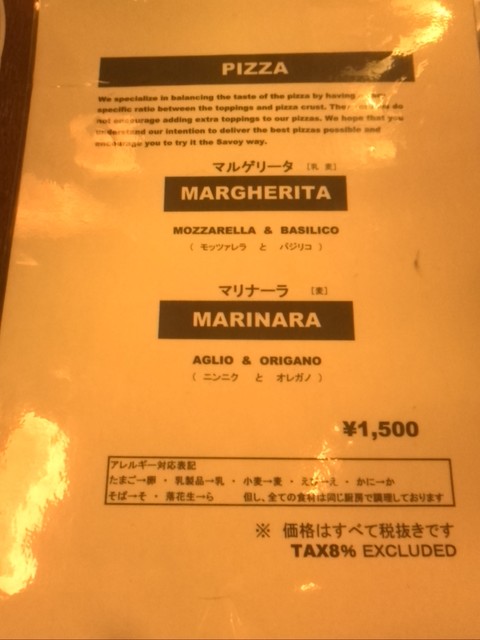 PIZZA
We specialize in balancing the taste of the pizza by having
specific ratio between the toppings and pizza crust. we do
not encourage adding extra toppings to our pizzas. We hope that you
understand our intention to deliver the best pizzas possible and
encourage you to try it the Savoy way.
マルゲリータ [乳 麦]
MARGHERITA
MOZZARELLA & BASILICO
( モッツァレラ と バジリコ )
マリナーラ [麦]
MARINARA
AGLIO & ORIGANO
( ニンニク と オレガノ )
¥1,500
アレルギー対応表記
たまご→卵 ・ 乳製品→乳 ・ 小麦→麦 ・ えび→え ・ かに→か
そば→そ ・ 落花生→ら 但し、全ての食材は同じ厨房で調理しております
※ 価格はすべて税抜きです
TAX8% EXCLUDED